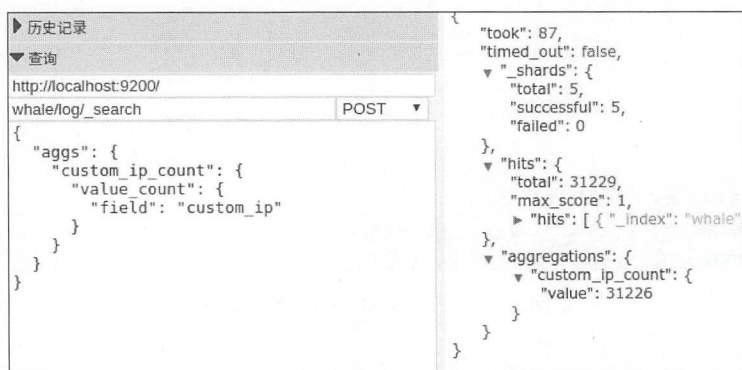 ▶ 历史记录
▼ 查询
http://localhost:9200/
whale/log/_search POST ▼
{
  "aggs": {
    "custom_ip_count": {
      "value_count": {
        "field": "custom_ip"
      }
    }
  }
}
{
  "took": 87,
  "timed_out": false,
  ▼ "_shards": {
    "total": 5,
    "successful": 5,
    "failed": 0
  },
  ▼ "hits": {
    "total": 31229,
    "max_score": 1,
    ▶ "hits": [ { "_index": "whale"
  },
  ▼ "aggregations": {
    ▼ "custom_ip_count": {
      "value": 31226
    }
  }
}